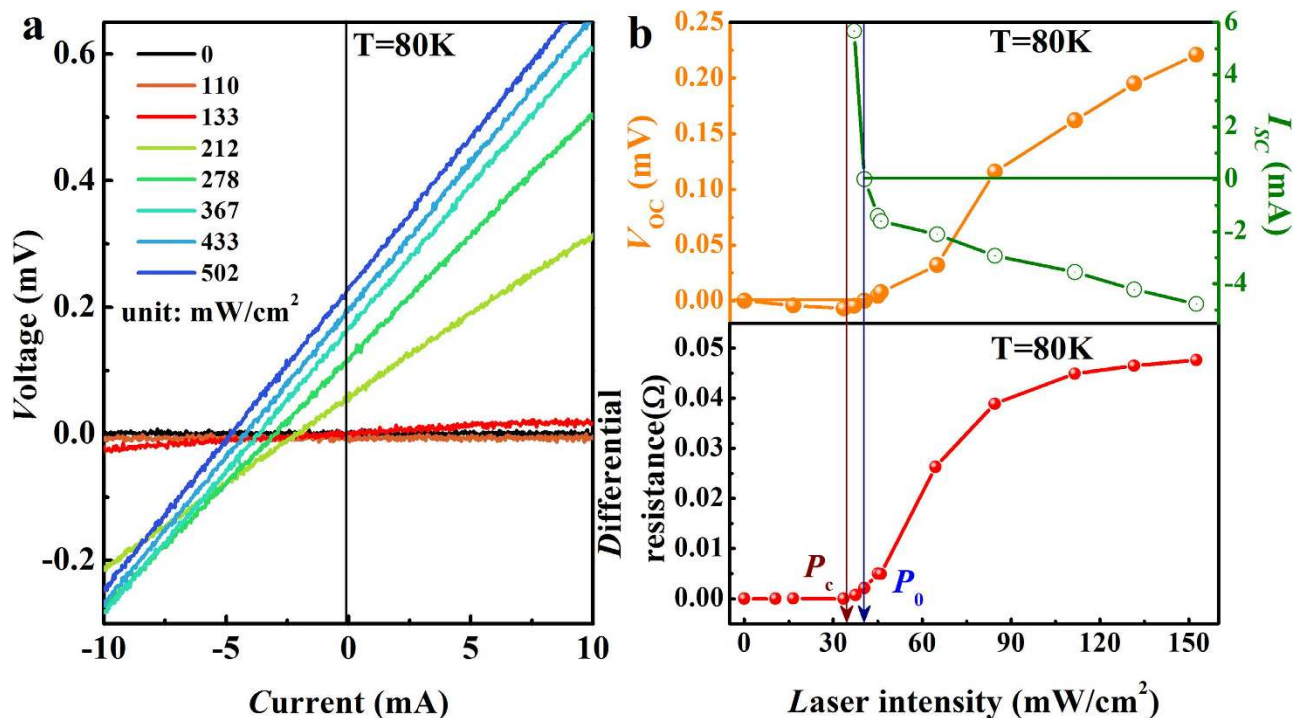 a
T=80K
0
110
133
212
278
367
433
502
unit: mW/cm²
0.6
0.4
0.2
0.0
-0.2
Voltage (mV)
-10
-5
0
5
10
Current (mA)
b
T=80K
0.25
0.20
0.15
0.10
0.05
0.00
V_OC (mV)
6
4
2
0
-2
-4
I_SC (mA)
T=80K
0.05
0.04
0.03
0.02
0.01
0.00
Differential
resistance(Ω)
P_c
P_0
0
30
60
90
120
150
Laser intensity (mW/cm²)